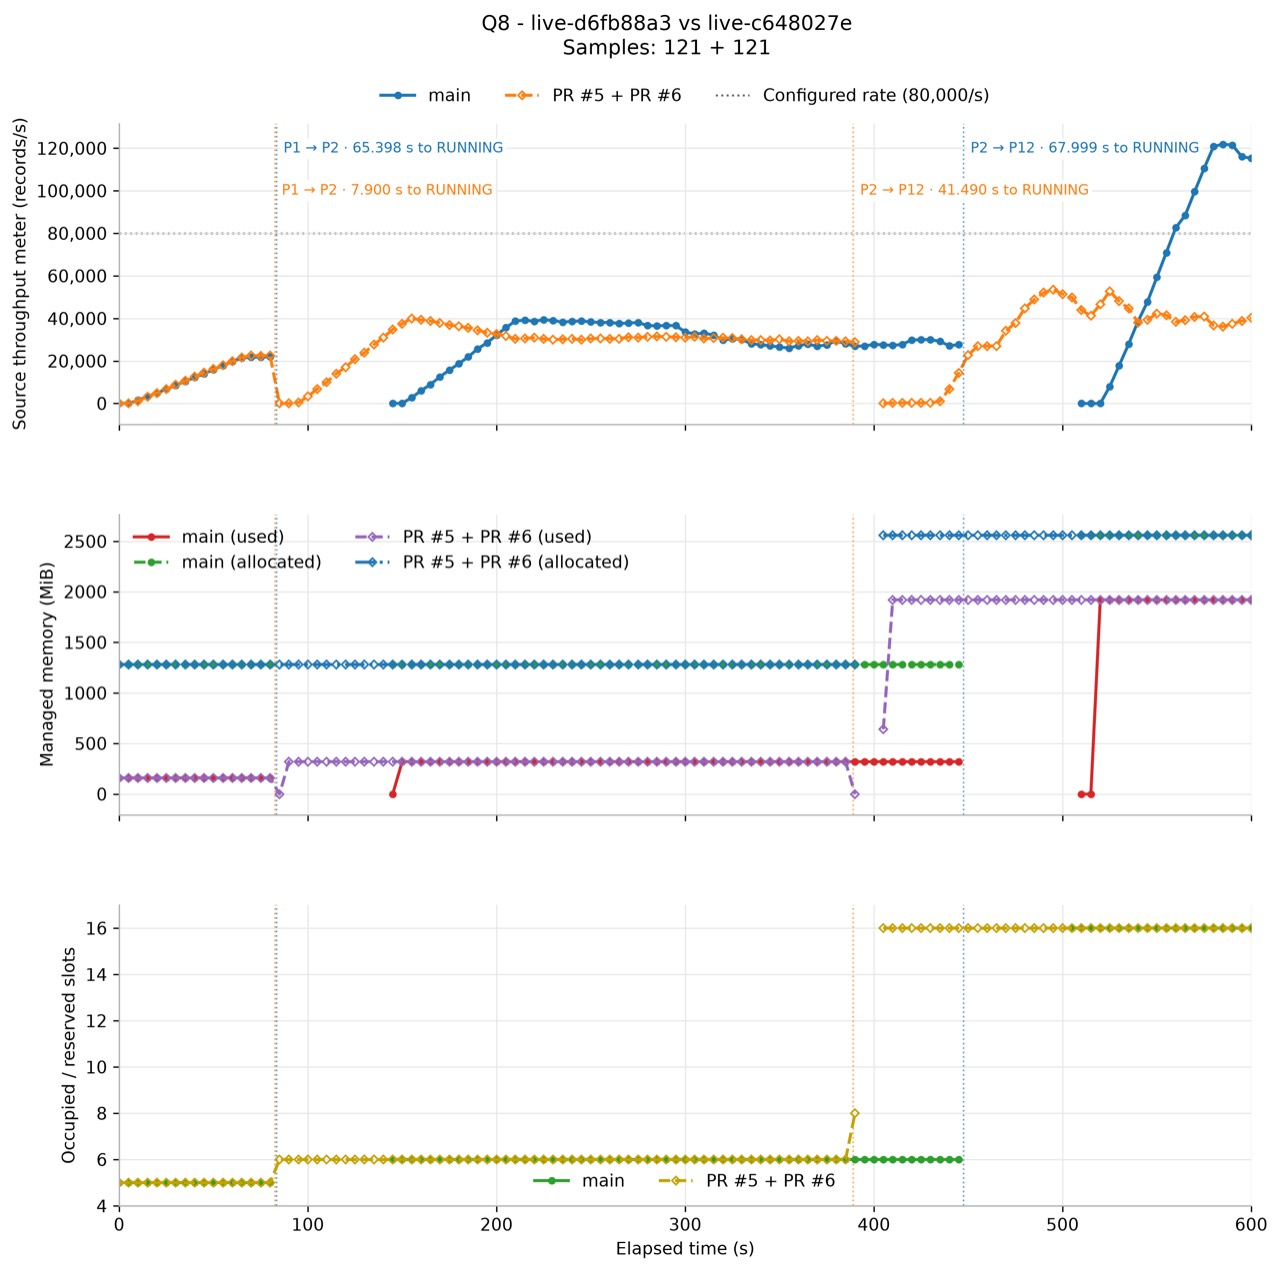 Q8 - live-d6fb88a3 vs live-c648027e
Samples: 121 + 121
main
PR #5 + PR #6
Configured rate (80,000/s)
Source throughput meter (records/s)
120,000
100,000
80,000
60,000
40,000
20,000
0
P1 → P2 · 65.398 s to RUNNING
P2 → P12 · 67.999 s to RUNNING
P1 → P2 · 7.900 s to RUNNING
P2 → P12 · 41.490 s to RUNNING
Managed memory (MiB)
2500
2000
1500
1000
500
0
main (used)
PR #5 + PR #6 (used)
main (allocated)
PR #5 + PR #6 (allocated)
Occupied / reserved slots
16
14
12
10
8
6
4
main
PR #5 + PR #6
0
100
200
300
400
500
600
Elapsed time (s)